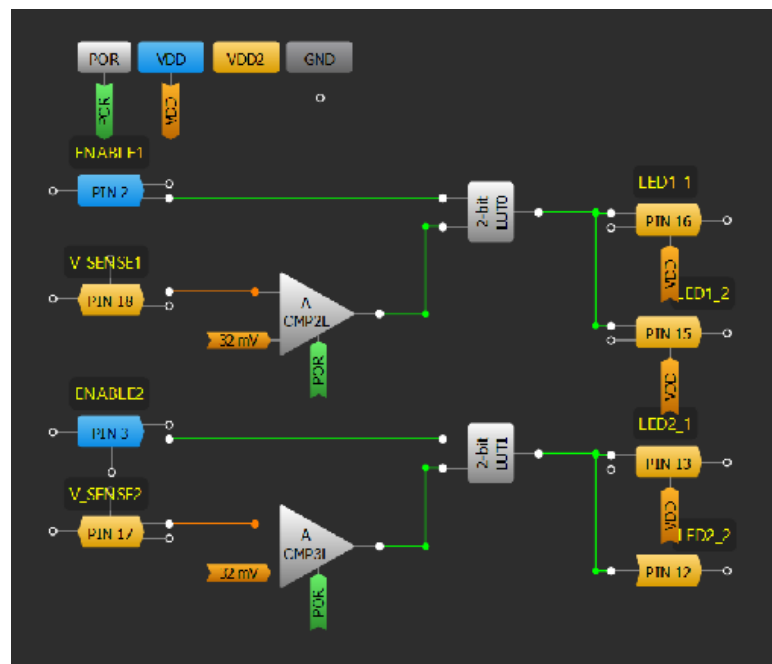 POR VDD VDD2 GND
POR VDD
ENABLE1
PIN 2
2-bit LUT0
LED1_1
PIN 16
VDD
V_SENSE1
PIN 18
A CMP2L
32 mV
POR
LED1_2
PIN 15
VDD
ENABLE2
PIN 3
2-bit LUT1
LED2_1
PIN 13
VDD
V_SENSE2
PIN 17
A CMP3L
32 mV
POR
LED2_2
PIN 12